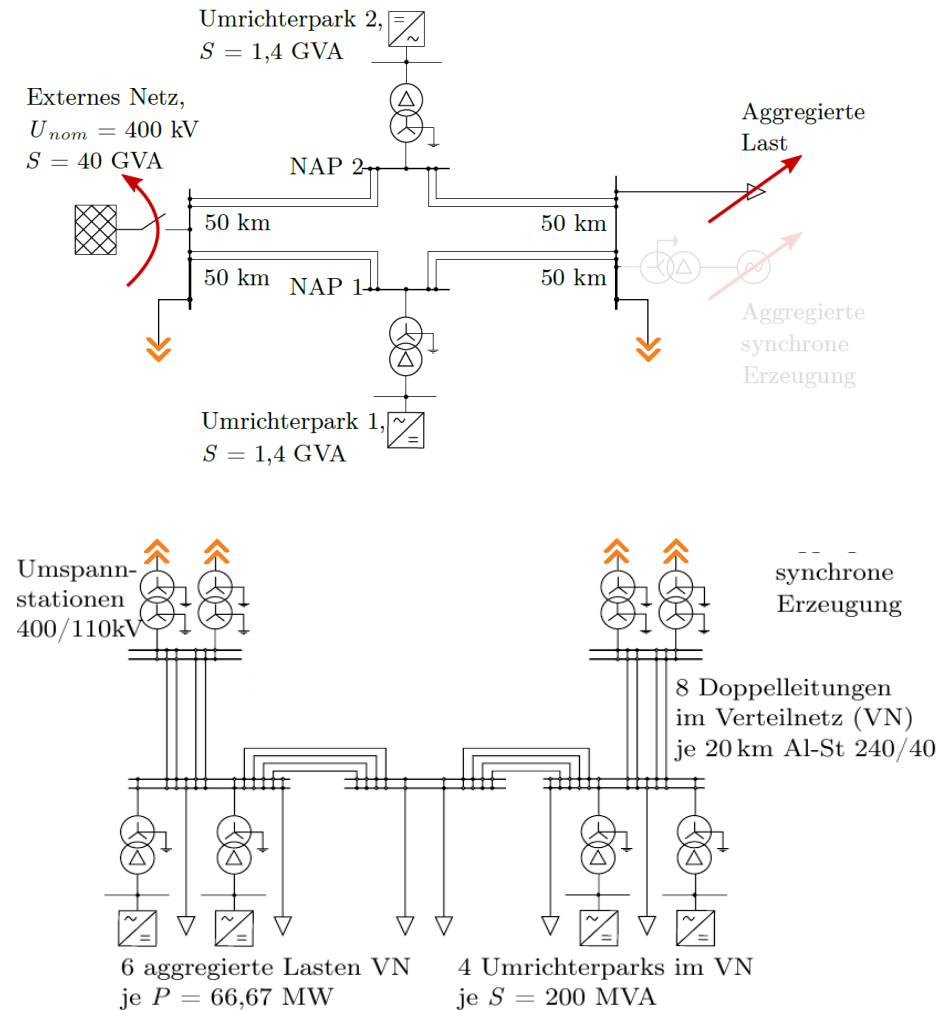 Umrichterpark 2,
S = 1,4 GVA
Externes Netz,
Uₙₒₘ = 400 kV
S = 40 GVA
Aggregierte
Last
NAP 2
50 km
50 km
50 km
NAP 1
50 km
Aggregierte
synchrone
Erzeugung
Umrichterpark 1,
S = 1,4 GVA
Umspann-
stationen
400/110kV
synchrone
Erzeugung
8 Doppelleitungen
im Verteilnetz (VN)
je 20 km Al-St 240/40
6 aggregierte Lasten VN
je P = 66,67 MW
4 Umrichterparks im VN
je S = 200 MVA